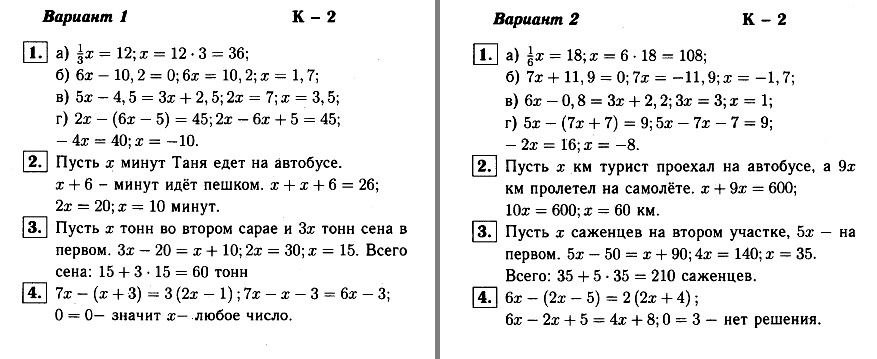 Вариант 1 К – 2
1. а) 1/3x = 12; x = 12 · 3 = 36;
б) 6x − 10, 2 = 0; 6x = 10, 2; x = 1, 7;
в) 5x − 4, 5 = 3x + 2, 5; 2x = 7; x = 3, 5;
г) 2x − (6x − 5) = 45; 2x − 6x + 5 = 45;
− 4x = 40; x = −10.
2. Пусть x минут Таня едет на автобусе.
x + 6 – минут идёт пешком. x + x + 6 = 26;
2x = 20; x = 10 минут.
3. Пусть x тонн во втором сарае и 3x тонн сена в
первом. 3x − 20 = x + 10; 2x = 30; x = 15. Всего
сена: 15 + 3 · 15 = 60 тонн
4. 7x − (x + 3) = 3 (2x − 1) ; 7x − x − 3 = 6x − 3;
0 = 0− значит x− любое число.
Вариант 2 К – 2
1. а) 1/6x = 18; x = 6 · 18 = 108;
б) 7x + 11, 9 = 0; 7x = −11, 9; x = −1, 7;
в) 6x − 0, 8 = 3x + 2, 2; 3x = 3; x = 1;
г) 5x − (7x + 7) = 9; 5x − 7x − 7 = 9;
− 2x = 16; x = −8.
2. Пусть x км турист проехал на автобусе, а 9x
км пролетел на самолёте. x + 9x = 600;
10x = 600; x = 60 км.
3. Пусть x саженцев на втором участке, 5x − на
первом. 5x − 50 = x + 90; 4x = 140; x = 35.
Всего: 35 + 5 · 35 = 210 саженцев.
4. 6x − (2x − 5) = 2 (2x + 4) ;
6x − 2x + 5 = 4x + 8; 0 = 3 − нет решения.